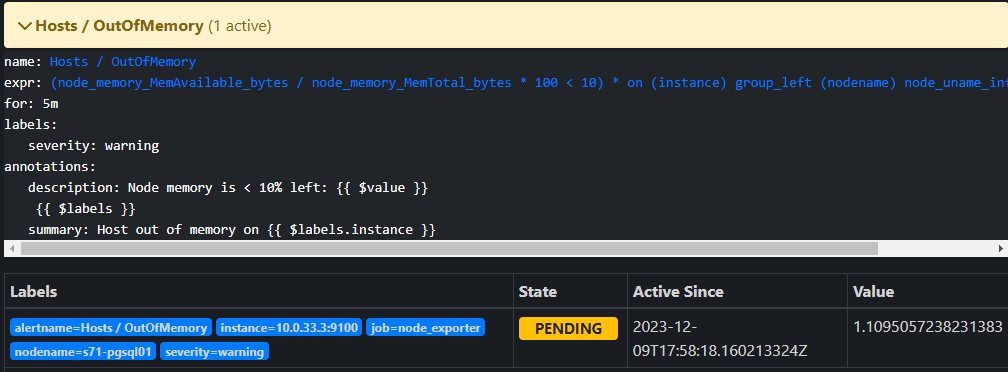 Hosts / OutOfMemory (1 active)
name: Hosts / OutOfMemory
expr: (node_memory_MemAvailable_bytes / node_memory_MemTotal_bytes * 100 < 10) * on (instance) group_left (nodename) node_uname_inf
for: 5m
labels:
severity: warning
annotations:
description: Node memory is < 10% left: {{ $value }}
{{ $labels }}
summary: Host out of memory on {{ $labels.instance }}
Labels State Active Since Value
alertname=Hosts / OutOfMemory instance=10.0.33.3:9100 job=node_exporter PENDING 2023-12- 1.1095057238231383
nodename=s71-pgsql01 severity=warning 09T17:58:18.160213324Z